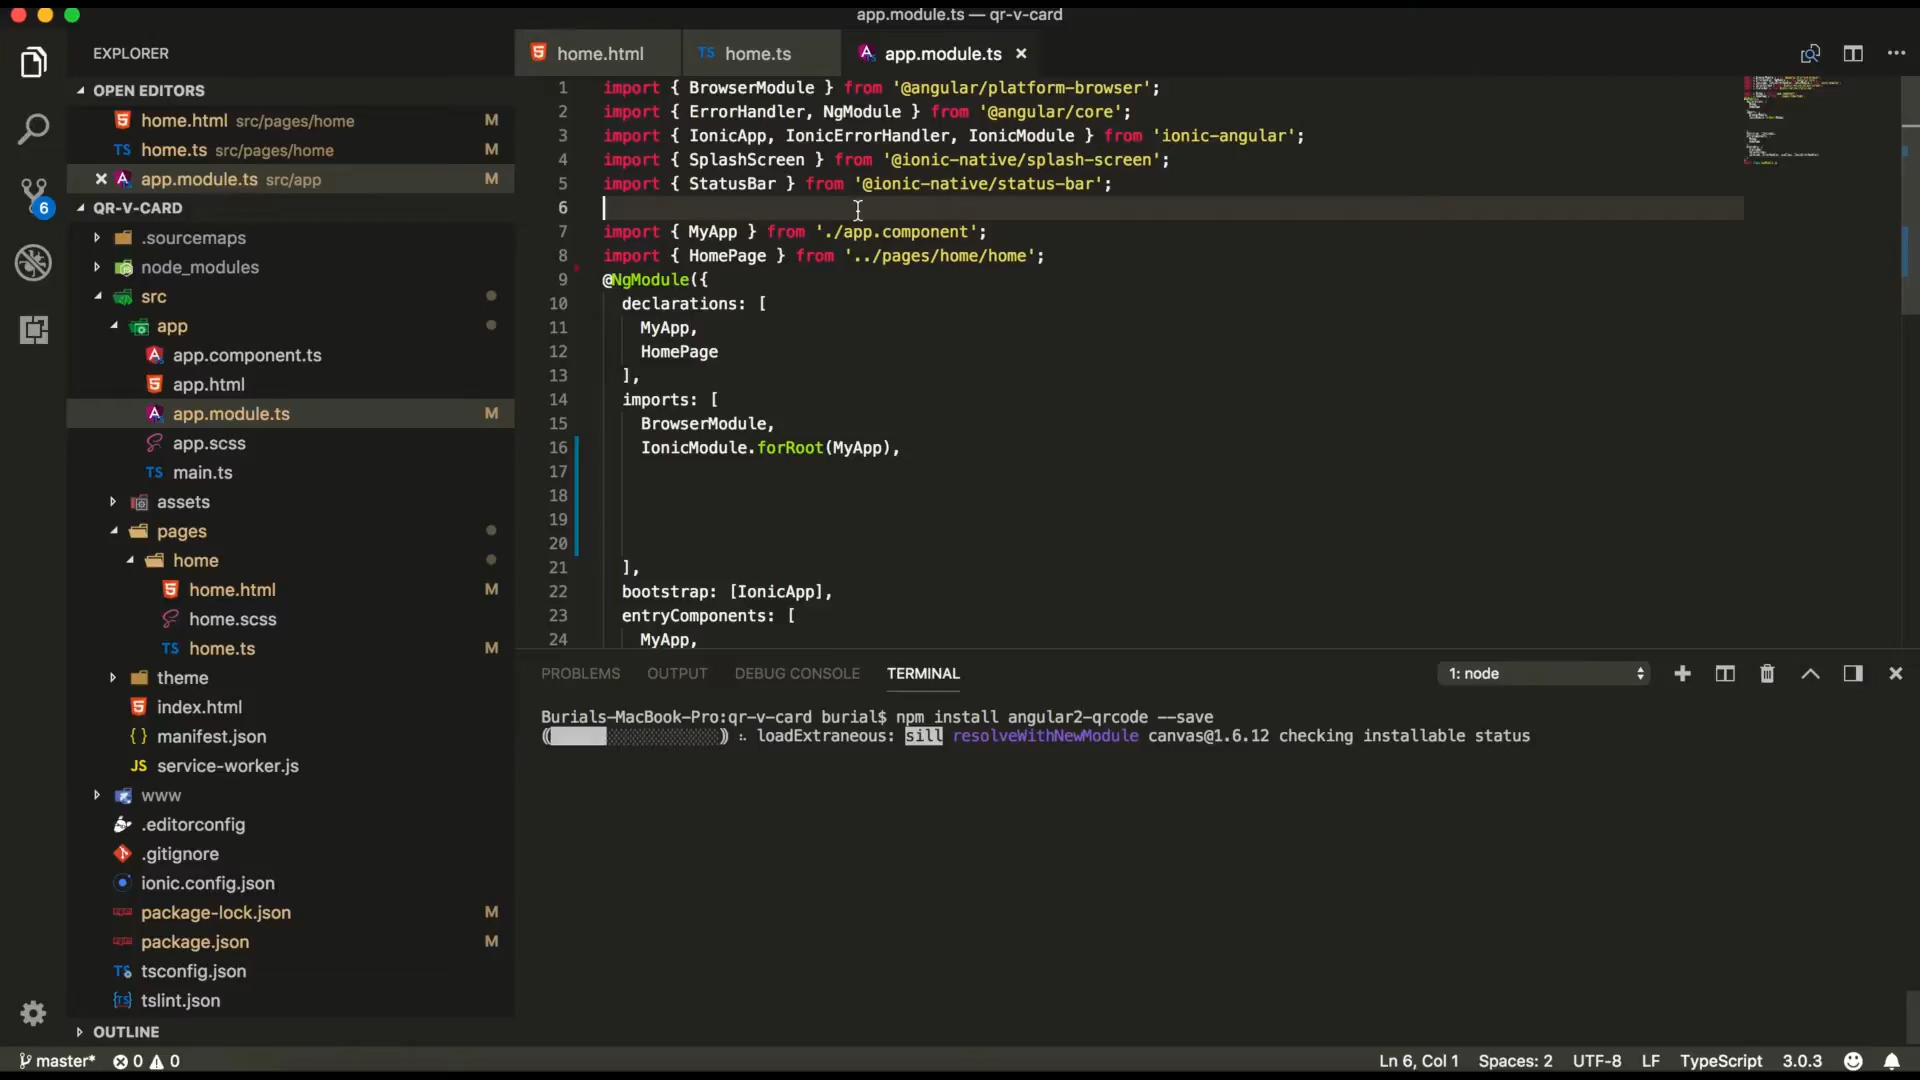 app.module.ts — qr-v-card
EXPLORER
OPEN EDITORS
home.html src/pages/home M
TS home.ts src/pages/home M
app.module.ts src/app M
6
QR-V-CARD
.sourcemaps
node_modules
src
app
app.component.ts
app.html
app.module.ts M
app.scss
TS main.ts
assets
pages
home
home.html M
home.scss
TS home.ts M
theme
index.html
{ } manifest.json
JS service-worker.js
www
.editorconfig
.gitignore
ionic.config.json
package-lock.json M
package.json M
tsconfig.json
tslint.json
OUTLINE
home.html
TS home.ts
app.module.ts
1 import { BrowserModule } from '@angular/platform-browser';
2 import { ErrorHandler, NgModule } from '@angular/core';
3 import { IonicApp, IonicErrorHandler, IonicModule } from 'ionic-angular';
4 import { SplashScreen } from '@ionic-native/splash-screen';
5 import { StatusBar } from '@ionic-native/status-bar';
6
7 import { MyApp } from './app.component';
8 import { HomePage } from '../pages/home/home';
9 @NgModule({
10 declarations: [
11 MyApp,
12 HomePage
13 ],
14 imports: [
15 BrowserModule,
16 IonicModule.forRoot(MyApp),
17
18
19
20
21 ],
22 bootstrap: [IonicApp],
23 entryComponents: [
24 MyApp,
PROBLEMS OUTPUT DEBUG CONSOLE TERMINAL
1: node
Burials-MacBook-Pro:qr-v-card burial$ npm install angular2-qrcode --save
loadExtraneous: sill resolveWithNewModule canvas@1.6.12 checking installable status
master* 0 0
Ln 6, Col 1 Spaces: 2 UTF-8 LF TypeScript 3.0.3